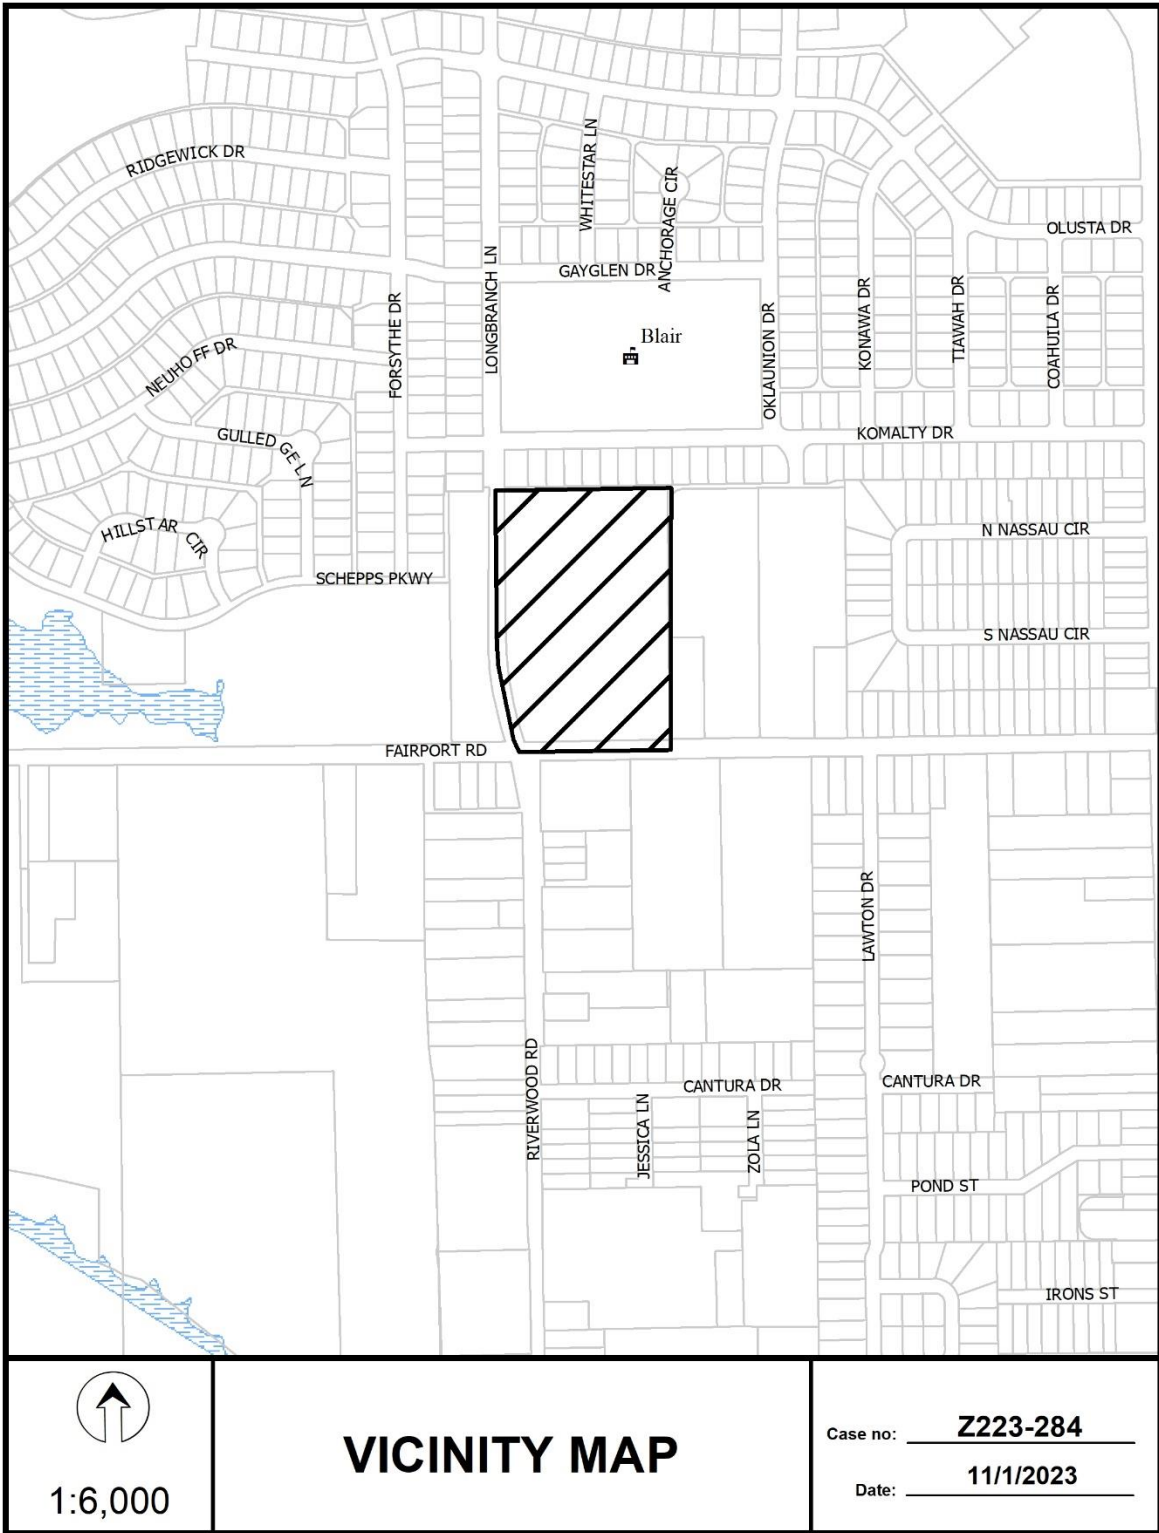 WHITESTAR LN
RIDGEWICK DR
ANCHORAGE CIR
OLUSTA DR
LONGBRANCH LN
GAYGLEN DR
FORSYTHE DR
OKLAUNION DR
KONAWA DR
TIAWAH DR
COAHUILA DR
Blair
NEUHOFF DR
GULLEDGE LN
KOMALTY DR
HILLSTAR CIR
N NASSAU CIR
SCHEPPS PKWY
S NASSAU CIR
FAIRPORT RD
LAWTON DR
RIVERWOOD RD
CANTURA DR
CANTURA DR
JESSICA LN
ZOLA LN
POND ST
IRONS ST
1:6,000
VICINITY MAP
Case no: Z223-284
Date: 11/1/2023